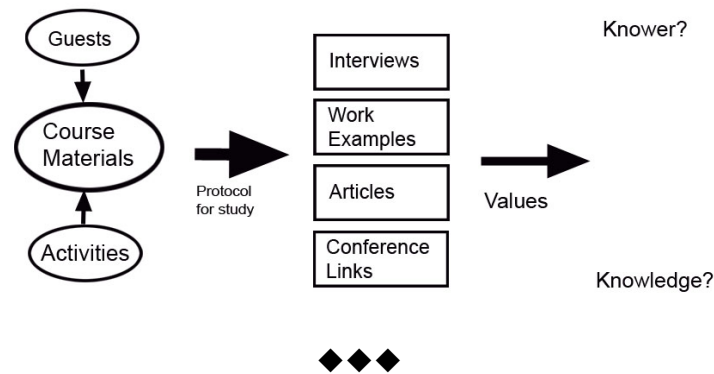 Guests
Course
Materials
Activities
Protocol
for study
Interviews
Work
Examples
Articles
Conference
Links
Values
Knower?
Knowledge?